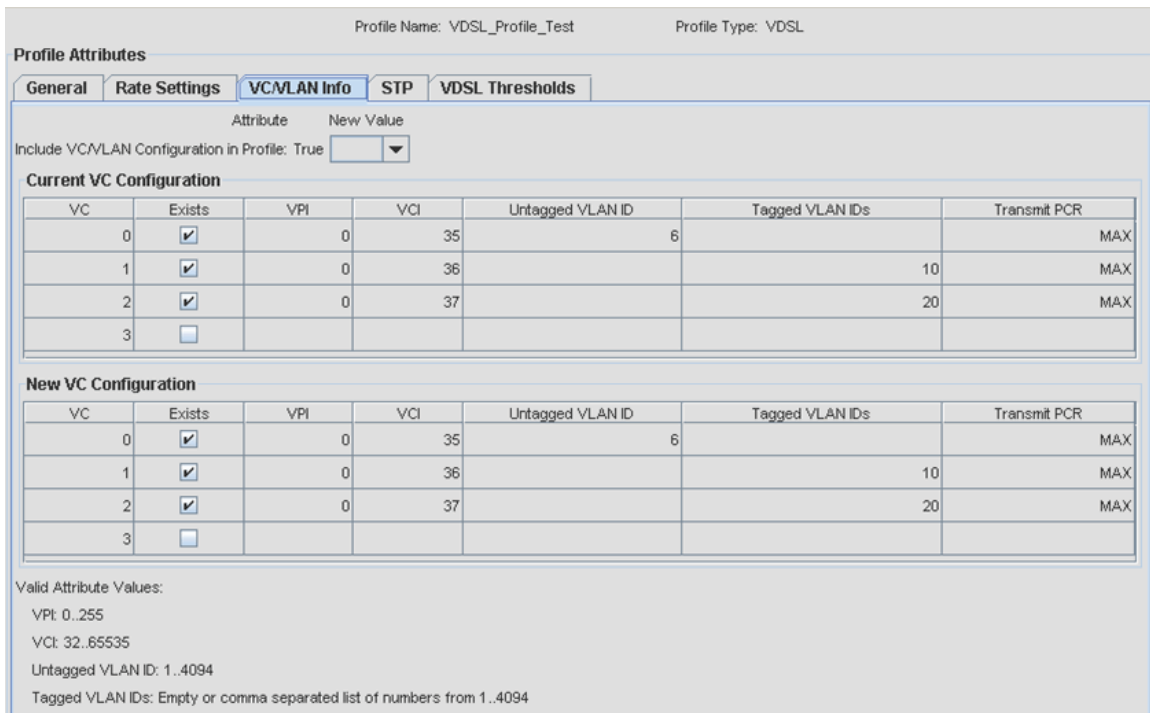 Profile Name: VDSL_Profile_Test Profile Type: VDSL
Profile Attributes
General Rate Settings VC/VLAN Info STP VDSL Thresholds
Attribute New Value
Include VC/VLAN Configuration in Profile: True
Current VC Configuration
VC Exists VPI VCI Untagged VLAN ID Tagged VLAN IDs Transmit PCR
0 0 35 6 MAX
1 0 36 10 MAX
2 0 37 20 MAX
3
New VC Configuration
VC Exists VPI VCI Untagged VLAN ID Tagged VLAN IDs Transmit PCR
0 0 35 6 MAX
1 0 36 10 MAX
2 0 37 20 MAX
3
Valid Attribute Values:
VPI: 0..255
VCI: 32..65535
Untagged VLAN ID: 1..4094
Tagged VLAN IDs: Empty or comma separated list of numbers from 1..4094